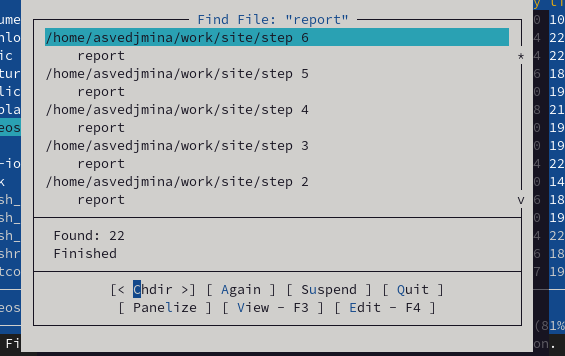 Find File: "report"
/home/asvedjmina/work/site/step 6
report
/home/asvedjmina/work/site/step 5
report
/home/asvedjmina/work/site/step 4
report
/home/asvedjmina/work/site/step 3
report
/home/asvedjmina/work/site/step 2
report
Found: 22
Finished
[< Chdir >] [ Again ] [ Suspend ] [ Quit ]
[ Panelize ] [ View - F3 ] [ Edit - F4 ]